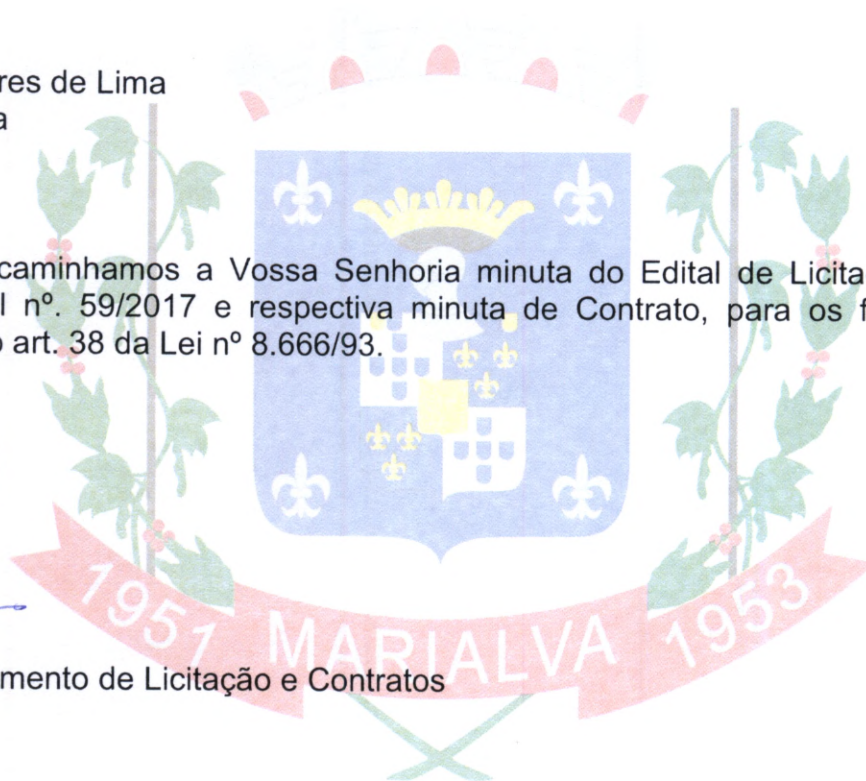 res de Lima
a
caminhamos a Vossa Senhoria minuta do Edital de Licita
l nº. 59/2017 e respectiva minuta de Contrato, para os f
o art. 38 da Lei nº 8.666/93.
1951 MARIALVA 1953
mento de Licitação e Contratos